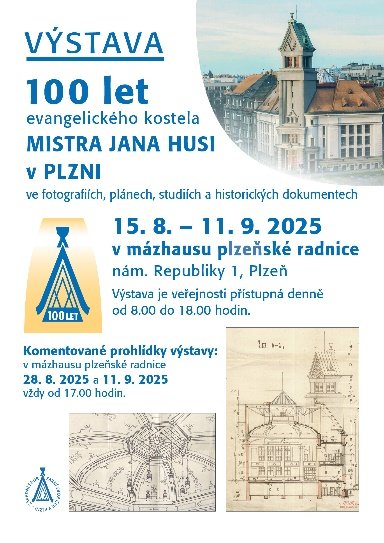 VÝSTAVA
100 let
evangelického kostela
MISTRA JANA HUSI
v PLZNI
ve fotografiích, plánech, studiích a historických dokumentech
15. 8. – 11. 9. 2025
v mázhausu plzeňské radnice
nám. Republiky 1, Plzeň
Výstava je veřejnosti přístupná denně
od 8.00 do 18.00 hodin.
100 LET
Komentované prohlídky výstavy:
v mázhausu plzeňské radnice
28. 8. 2025 a 11. 9. 2025
vždy od 17.00 hodin.